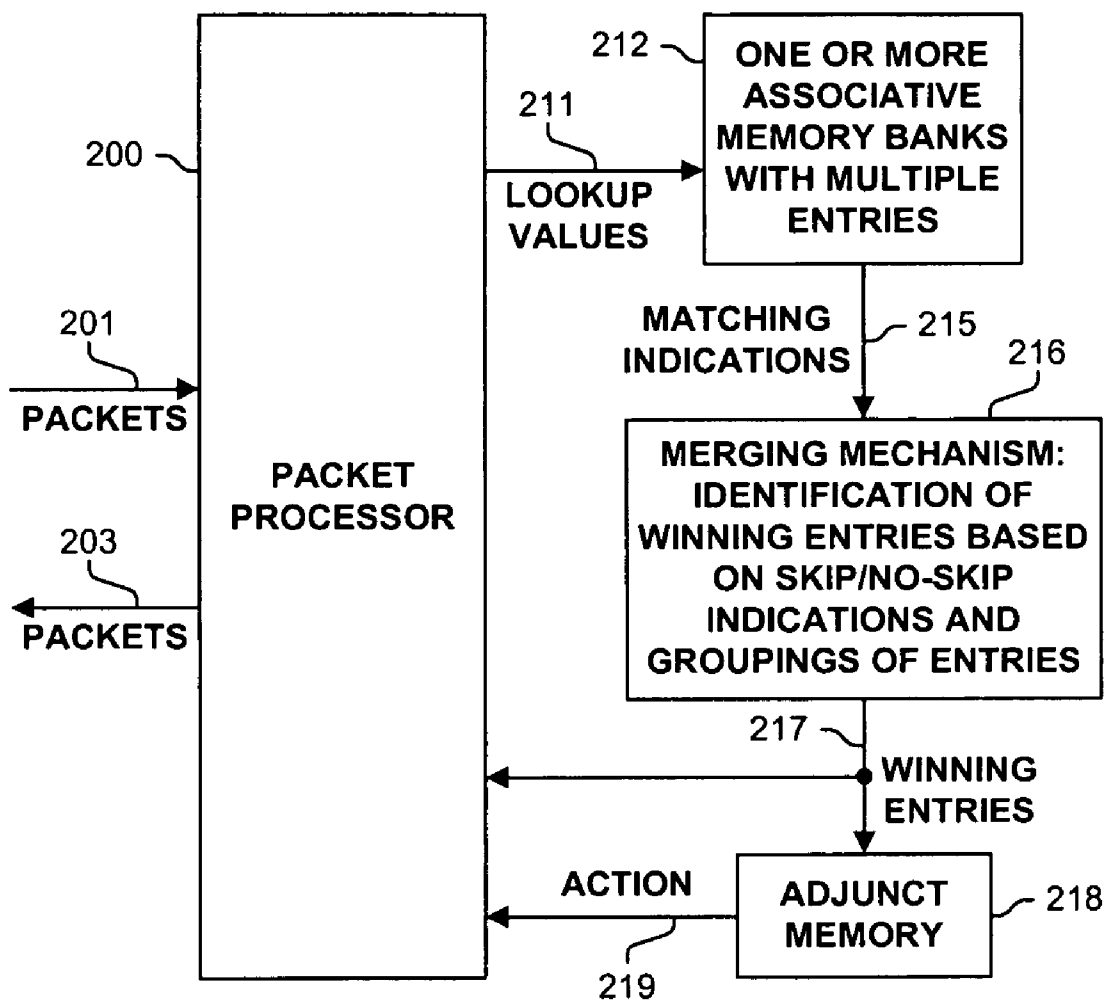 212
ONE OR MORE
ASSOCIATIVE
MEMORY BANKS
WITH MULTIPLE
ENTRIES
211
LOOKUP
VALUES
200
MATCHING
INDICATIONS
215
201
PACKETS
216
MERGING MECHANISM:
IDENTIFICATION OF
WINNING ENTRIES BASED
ON SKIP/NO-SKIP
INDICATIONS AND
GROUPINGS OF ENTRIES
PACKET
PROCESSOR
203
PACKETS
217
WINNING
ENTRIES
ACTION
219
ADJUNCT
MEMORY
218